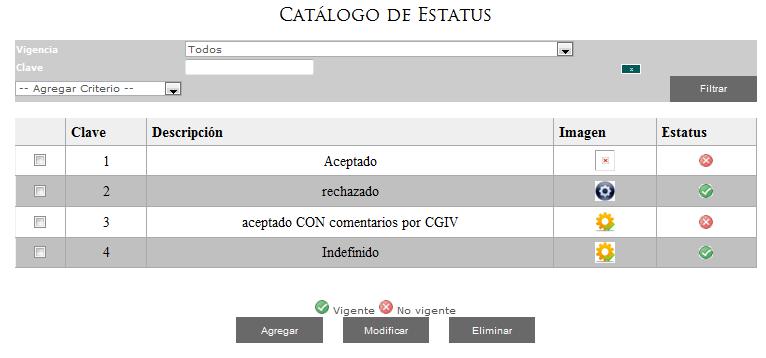 CATÁLOGO DE ESTATUS
Vigencia Todos
Clave x
-- Agregar Criterio -- Filtrar
Clave Descripción Imagen Estatus
1 Aceptado
2 rechazado
3 aceptado CON comentarios por CGIV
4 Indefinido
Vigente No vigente
Agregar Modificar Eliminar